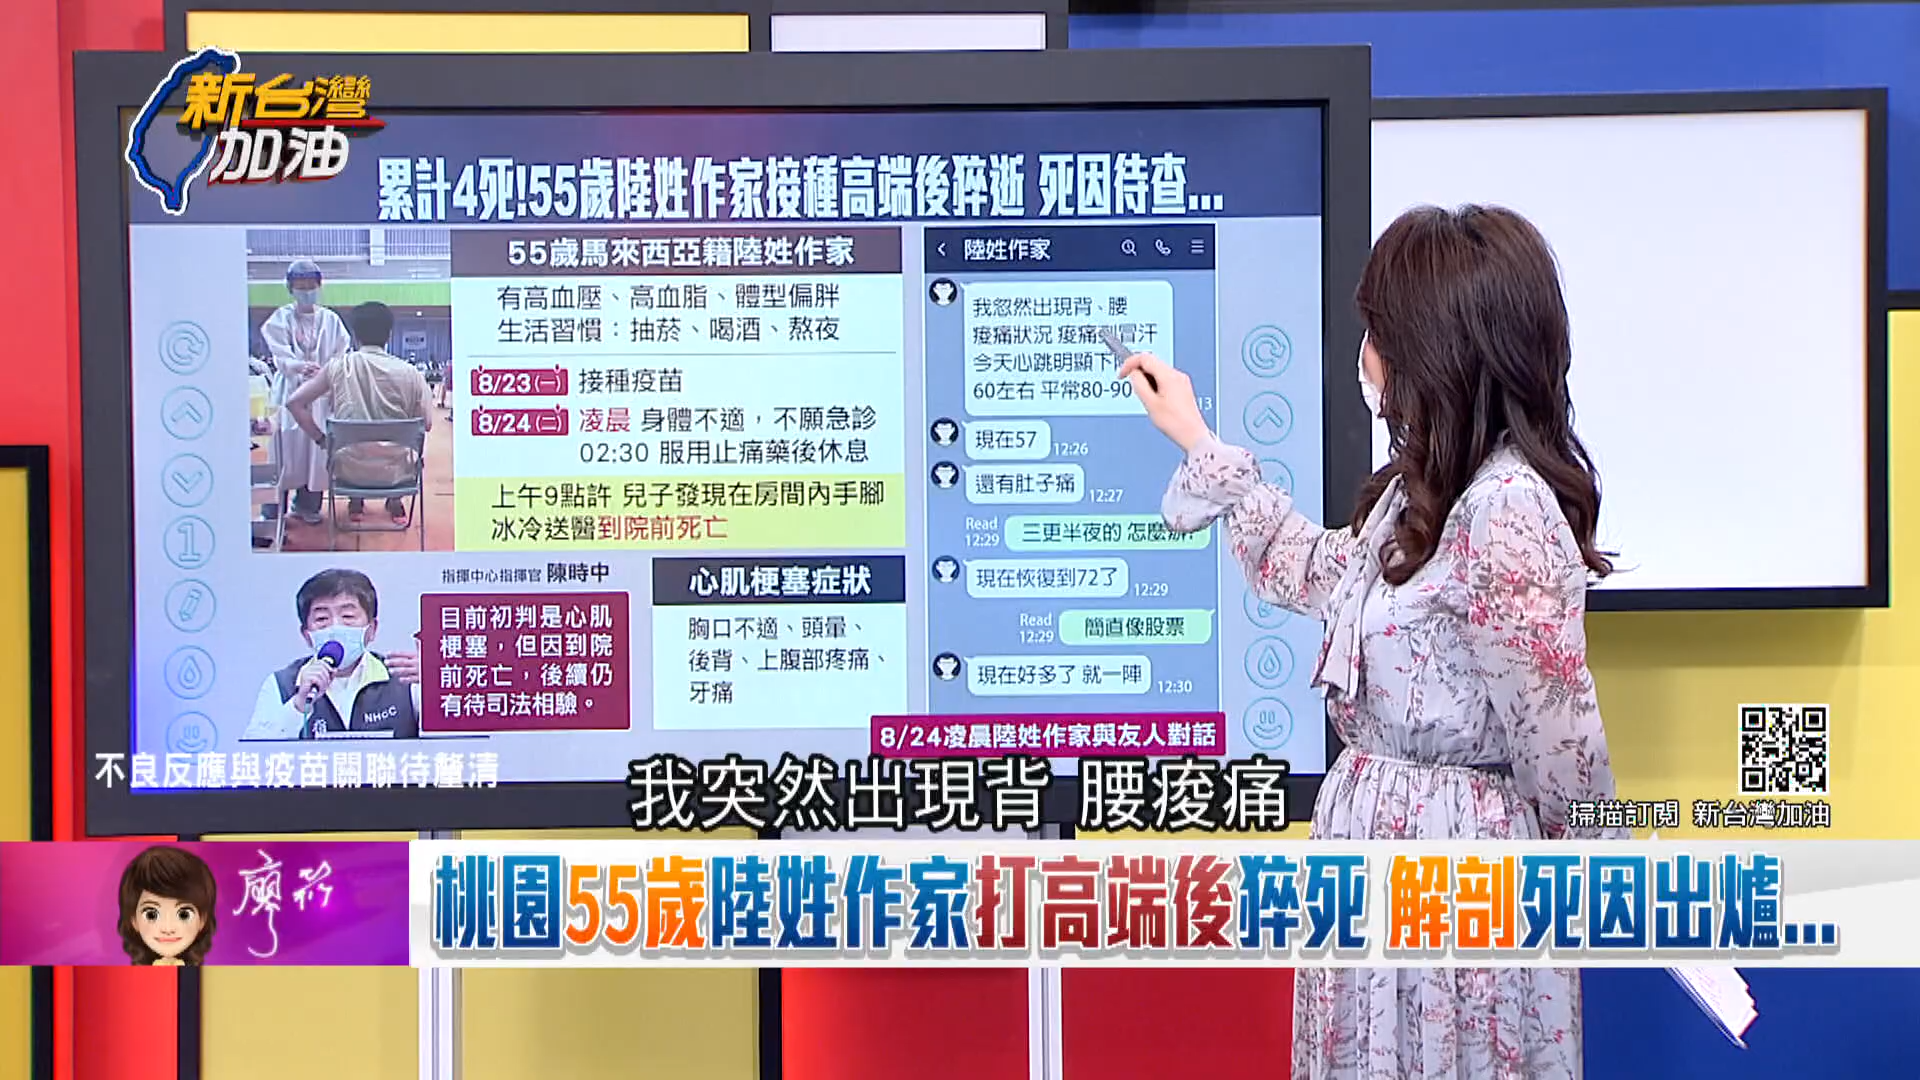 新台灣
加油
累計4死!55歲陸姓作家接種高端後猝逝 死因待查...
55歲馬來西亞籍陸姓作家
有高血壓、高血脂、體型偏胖
生活習慣：抽菸、喝酒、熬夜
8/23(一) 接種疫苗
8/24(二) 凌晨 身體不適，不願急診
02:30 服用止痛藥後休息
上午9點許 兒子發現在房間內手腳
冰冷送醫到院前死亡
指揮中心指揮官 陳時中
目前初判是心肌
梗塞，但因到院
前死亡，後續仍
有待司法相驗。
NHCC
心肌梗塞症狀
胸口不適、頭暈、
後背、上腹部疼痛、
牙痛
陸姓作家
我忽然出現背、腰
痠痛狀況 痠痛到冒汗
今天心跳明顯下
60左右 平常80-90
13
現在57
12:26
還有肚子痛
12:27
Read
12:29
三更半夜的 怎麼辦?
現在恢復到72了
12:29
Read
12:29
簡直像股票
現在好多了 就一陣
12:30
8/24凌晨陸姓作家與友人對話
1
不良反應與疫苗關聯待釐清
我突然出現背 腰痠痛
掃描訂閱 新台灣加油
廖芳
桃園55歲陸姓作家打高端後猝死 解剖死因出爐...